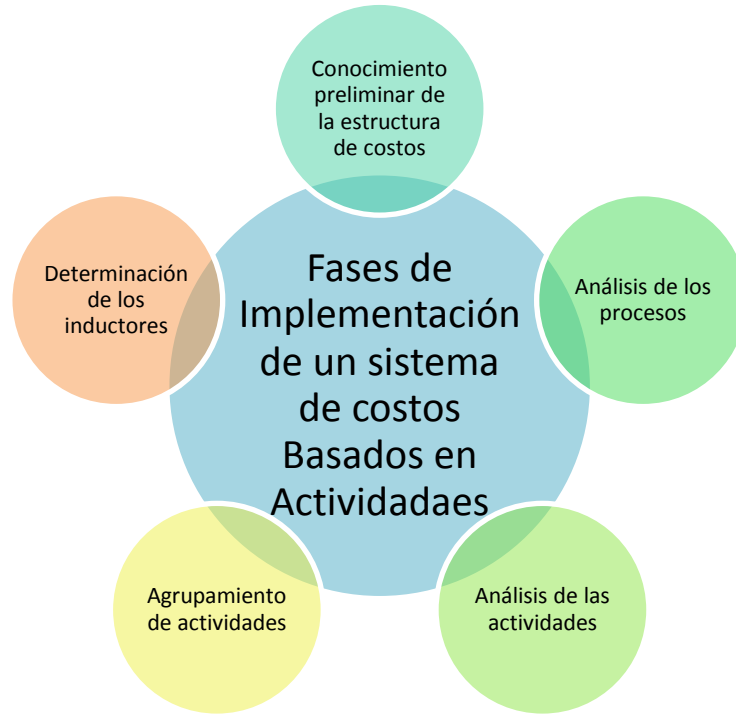 Conocimiento
preliminar de
la estructura
de costos
Fases de
Implementación
de un sistema
de costos
Basados en
Actividadaes
Análisis de los
procesos
Análisis de las
actividades
Agrupamiento
de actividades
Determinación
de los
inductores